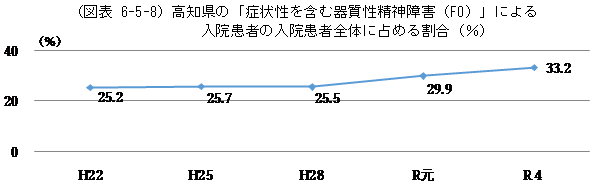 （図表 6-5-8）高知県の「症状性を含む器質性精神障害（F0）」による
入院患者の入院患者全体に占める割合（％）
(%)
40
20
0
25.2
25.7
25.5
29.9
33.2
H22
H25
H28
R元
R4